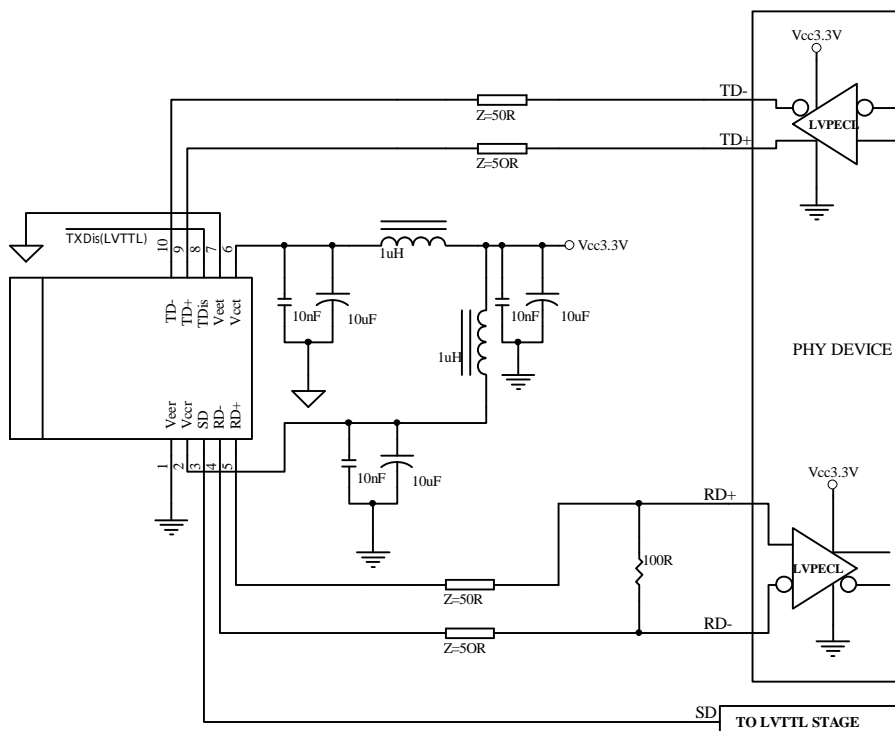 Vcc3.3V
TD-
LVPECL
Z=50R
TD+
Z=5OR
TXDis(LVTTL)
10
9
8
7
6
1uH
Vcc3.3V
TD-
TD+
TDis
Veet
Vcct
10nF
10uF
10nF
10uF
1uH
PHY DEVICE
Veer
Vccr
SD
RD-
RD+
1
2
3
4
5
10nF
10uF
Vcc3.3V
RD+
100R
LVPECL
Z=50R
RD-
Z=5OR
SD
TO LVTTL STAGE